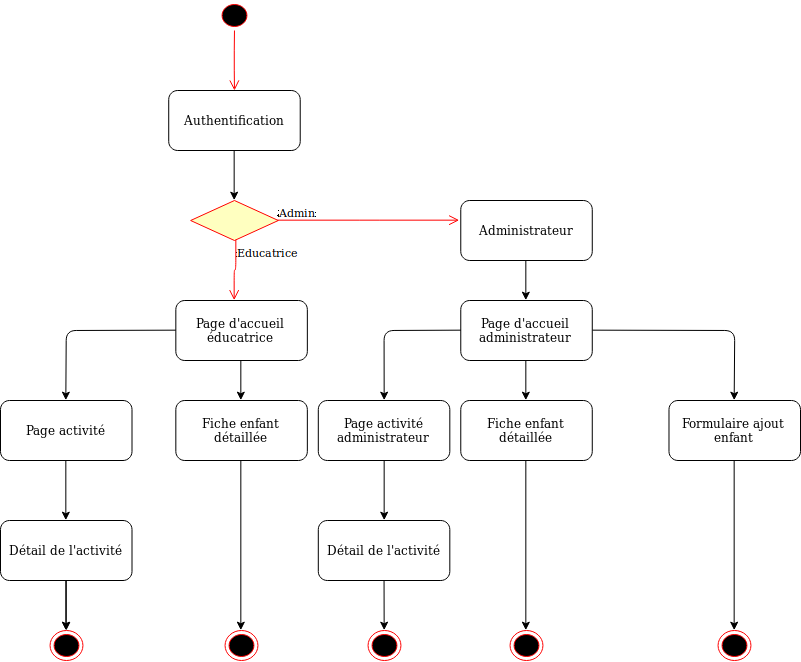 Authentification
:Admin:
Administrateur
:Educatrice
Page d'accueil
éducatrice
Page d'accueil
administrateur
Page activité
Fiche enfant
détaillée
Page activité
administrateur
Fiche enfant
détaillée
Formulaire ajout
enfant
Détail de l'activité
Détail de l'activité